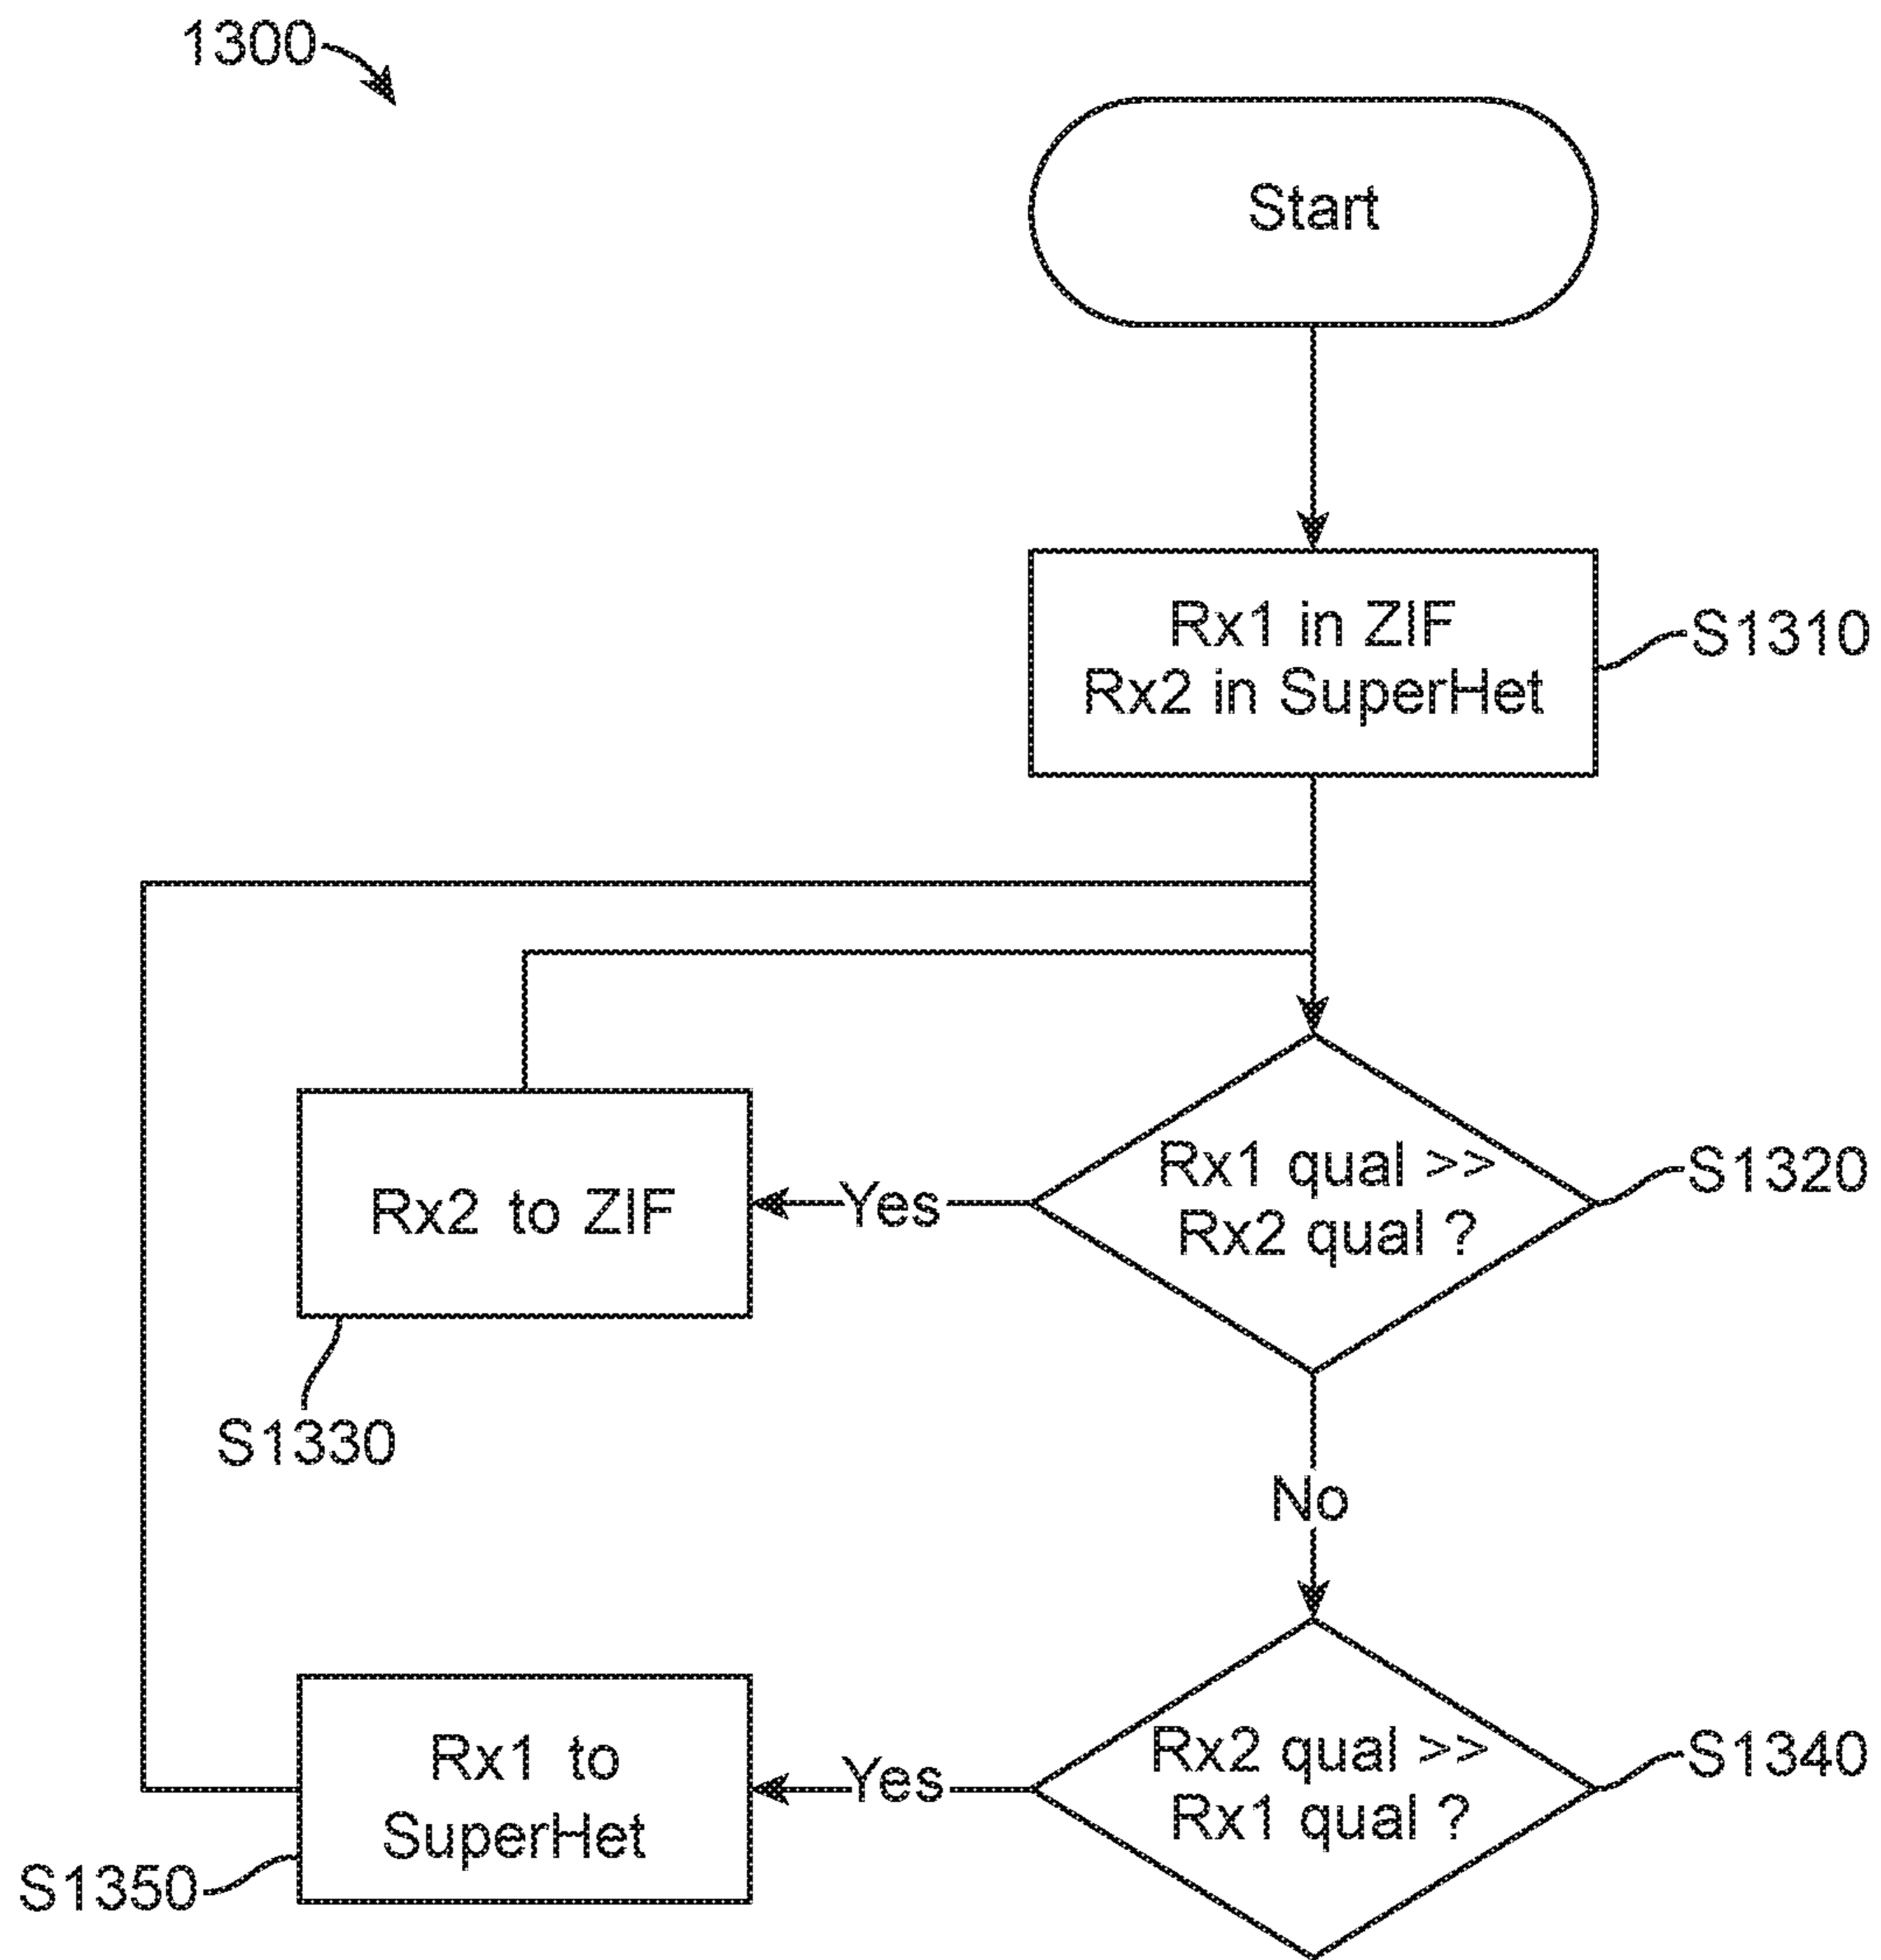 1300
Start
Rx1 in ZIF
Rx2 in SuperHet
S1310
Rx1 qual >>
Rx2 qual ?
S1320
Yes
Rx2 to ZIF
S1330
No
Rx2 qual >>
Rx1 qual ?
S1340
Yes
Rx1 to
SuperHet
S1350